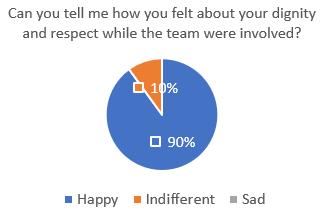 Can you tell me how you felt about your dignity
and respect while the team were involved?
10%
90%
Happy Indifferent Sad